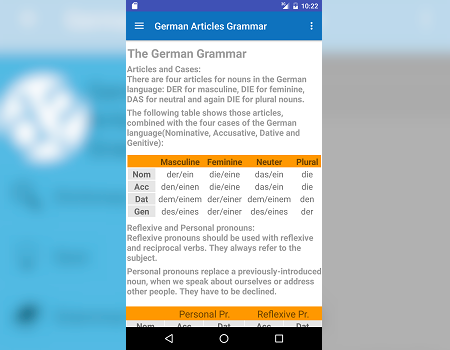 10:22
German Articles Grammar
The German Grammar
Articles and Cases:
There are four articles for nouns in the German
language: DER for masculine, DIE for feminine,
DAS for neutral and again DIE for plural nouns.
The following table shows those articles,
combined with the four cases of the German
language(Nominative, Accusative, Dative and
Genitive):
Masculine Feminine Neuter Plural
Nom der/ein die/eine das/ein die
Acc den/einen die/eine das/ein die
Dat dem/einem der/einer dem/einem den
Gen des/eines der/einer des/eines der
Reflexive and Personal pronouns:
Reflexive pronouns should be used with reflexive
and reciprocal verbs. They always refer to the
subject.
Personal pronouns replace a previously-introduced
noun, when we speak about ourselves or address
other people. They have to be declined.
Personal Pr. Reflexive Pr.
Nom Acc Dat Acc Dat